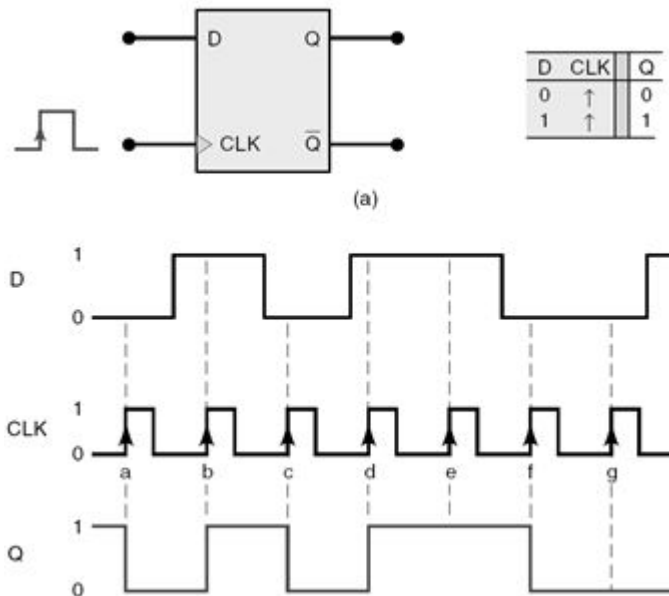 D Q
CLK Q̅
D CLK Q
0 ↑ 0
1 ↑ 1
(a)
D 1
0
CLK 1
0
a b c d e f g
Q 1
0